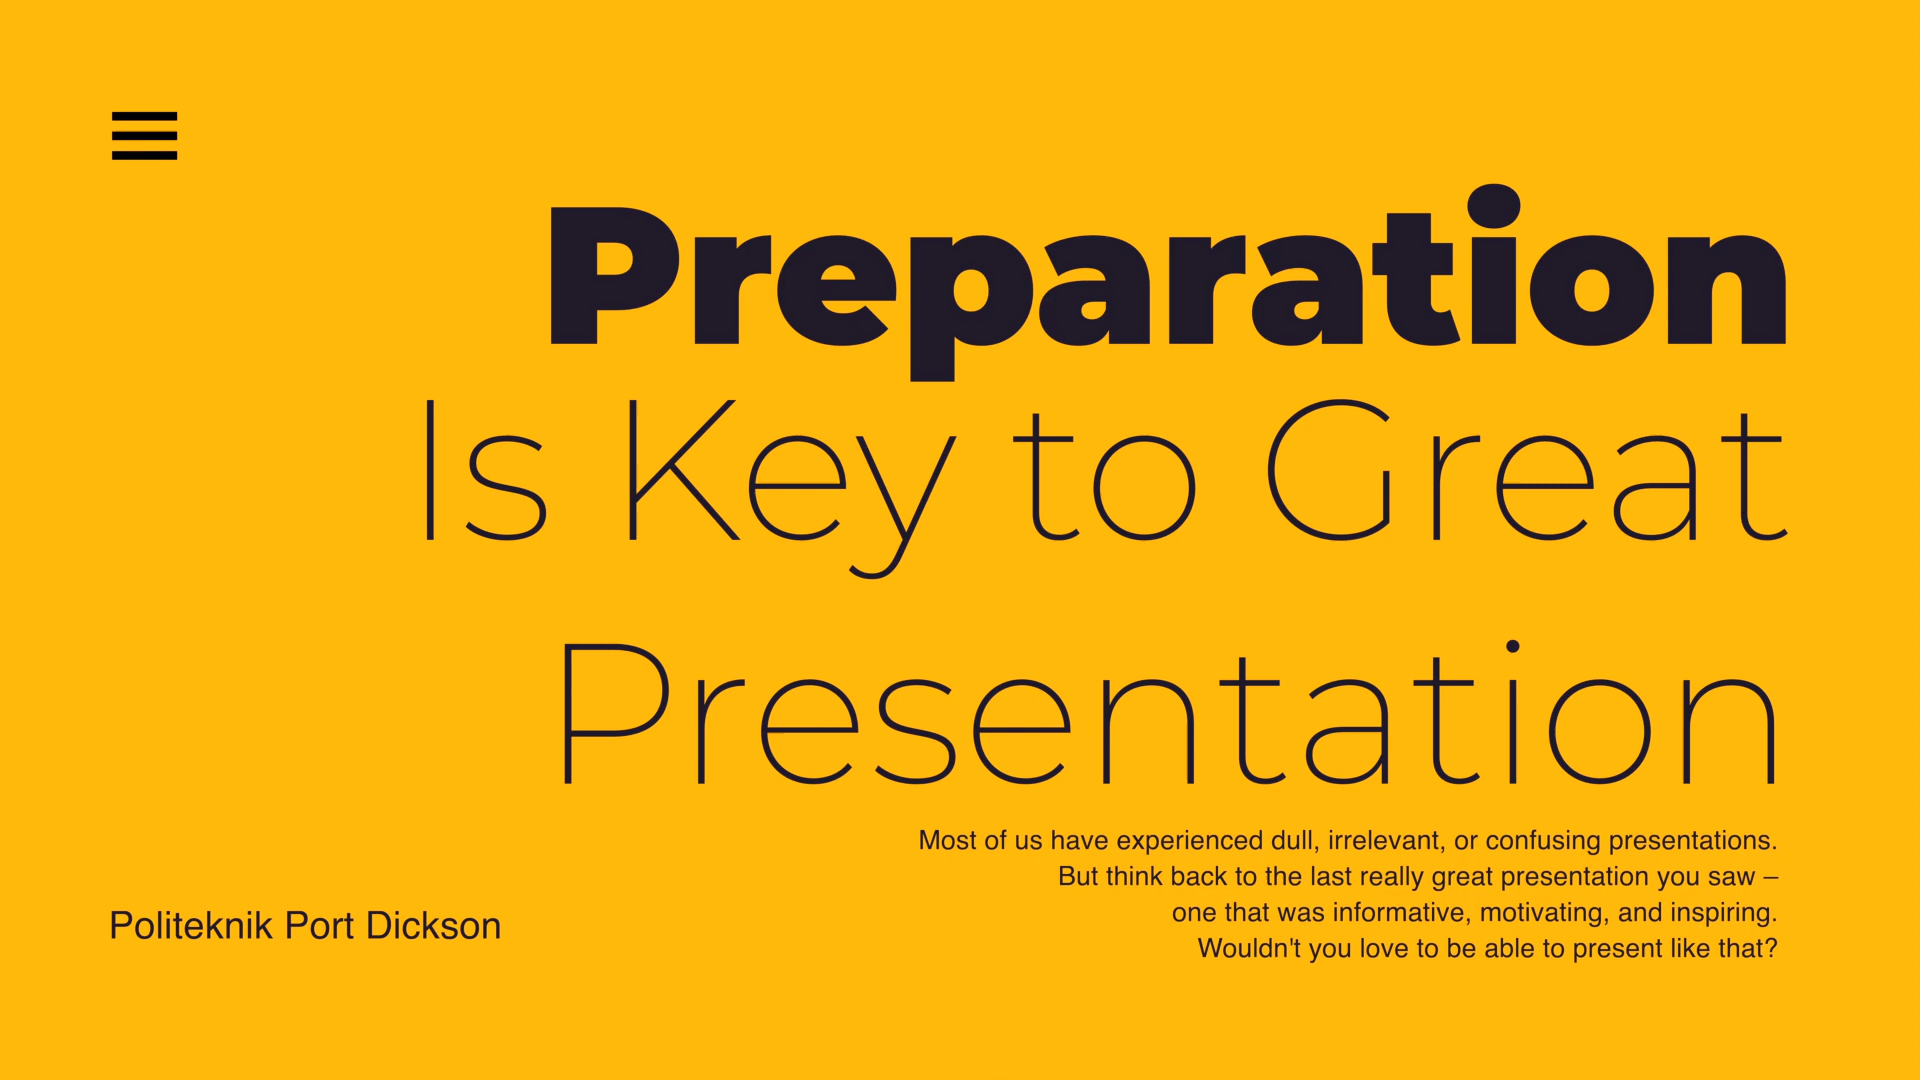 Preparation
Is Key to Great
Presentation
Most of us have experienced dull, irrelevant, or confusing presentations.
But think back to the last really great presentation you saw –
one that was informative, motivating, and inspiring.
Wouldn't you love to be able to present like that?
Politeknik Port Dickson